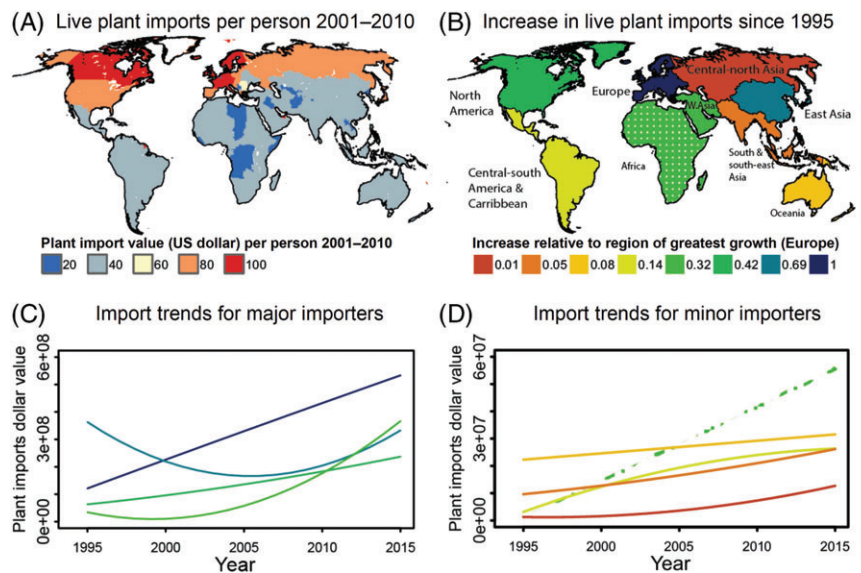 (A) Live plant imports per person 2001–2010
Plant import value (US dollar) per person 2001–2010
20 40 60 80 100
(B) Increase in live plant imports since 1995
North
America
Europe
Central-north Asia
W.Asia
East Asia
Africa
South &
south-east
Asia
Central-south
America &
Carribbean
Oceania
Increase relative to region of greatest growth (Europe)
0.01 0.05 0.08 0.14 0.32 0.42 0.69 1
(C) Import trends for major importers
Plant imports dollar value
6e+08
3e+08
0e+00
1995 2000 2005 2010 2015
Year
(D) Import trends for minor importers
Plant imports dollar value
6e+07
3e+07
0e+00
1995 2000 2005 2010 2015
Year